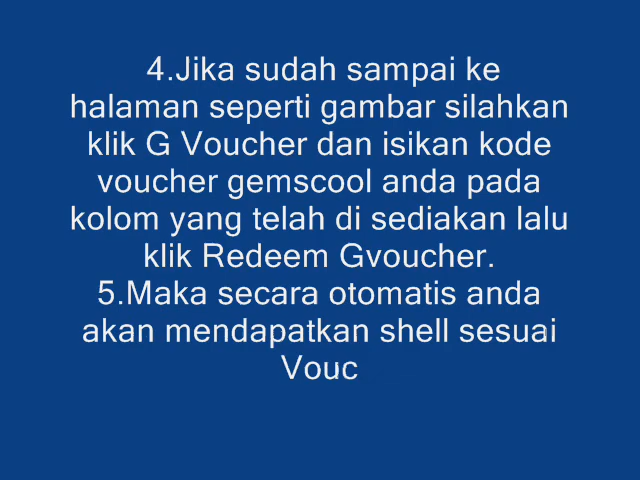 4.Jika sudah sampai ke
halaman seperti gambar silahkan
klik G Voucher dan isikan kode
voucher gemscool anda pada
kolom yang telah di sediakan lalu
klik Redeem Gvoucher.
5.Maka secara otomatis anda
akan mendapatkan shell sesuai
Vouc